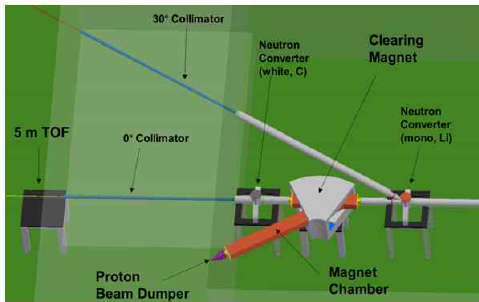 30° Collimator
Neutron
Converter
(white, C)
Clearing
Magnet
Neutron
Converter
(mono, Li)
5 m TOF
0° Collimator
Proton
Beam Dumper
Magnet
Chamber